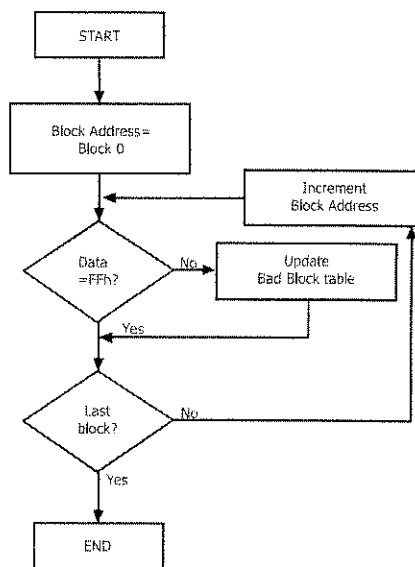 START
Block Address=
Block 0
Increment
Block Address
Data
=FFh?
No
Update
Bad Block table
Yes
Last
block?
No
Yes
END